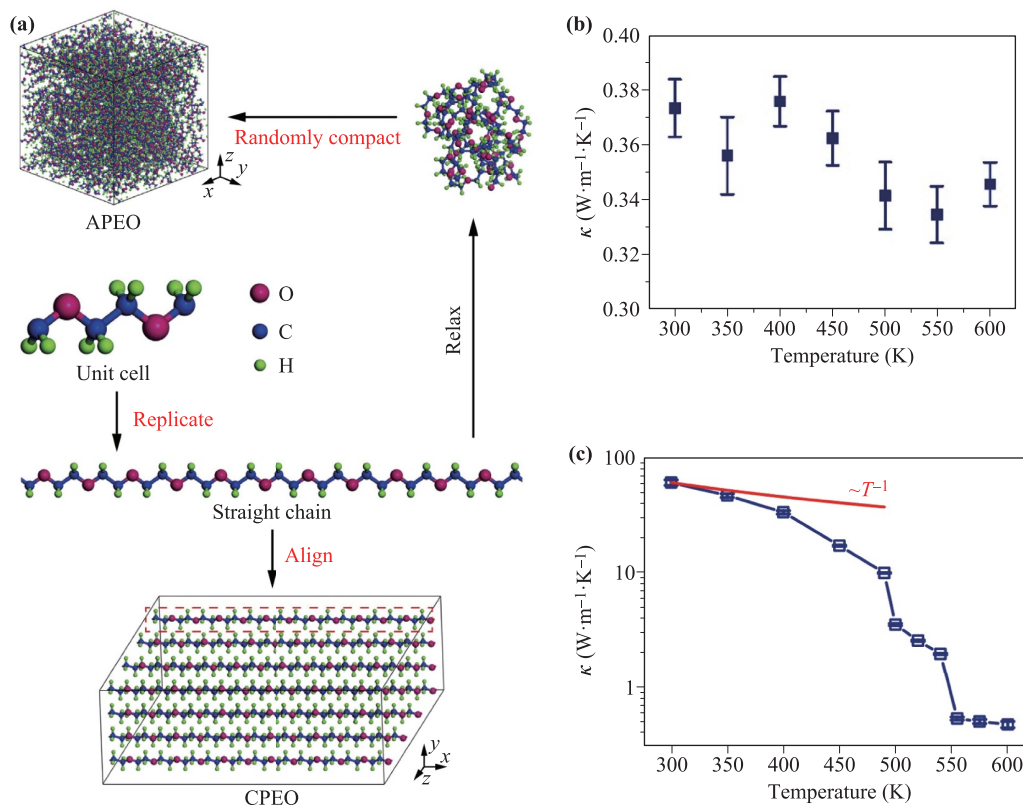 (a)
z
y
x
APEO
Randomly compact
O
C
H
Unit cell
Replicate
Relax
Straight chain
Align
y
x
z
CPEO
(b)
0.40
0.38
0.36
0.34
0.32
0.30
κ (W·m⁻¹·K⁻¹)
300 350 400 450 500 550 600
Temperature (K)
(c)
100
10
1
κ (W·m⁻¹·K⁻¹)
~T⁻¹
300 350 400 450 500 550 600
Temperature (K)